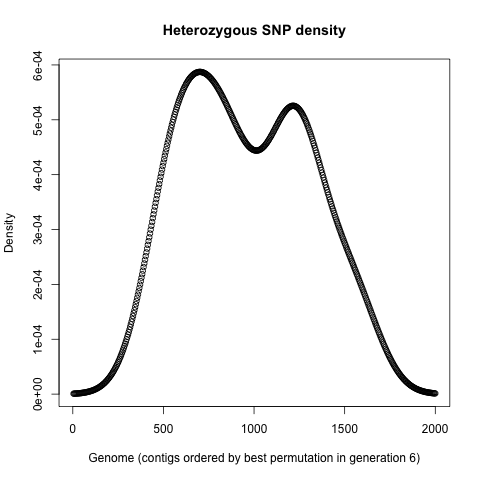 Heterozygous SNP density
6e-04
5e-04
4e-04
3e-04
2e-04
1e-04
0e+00
Density
0 500 1000 1500 2000
Genome (contigs ordered by best permutation in generation 6)